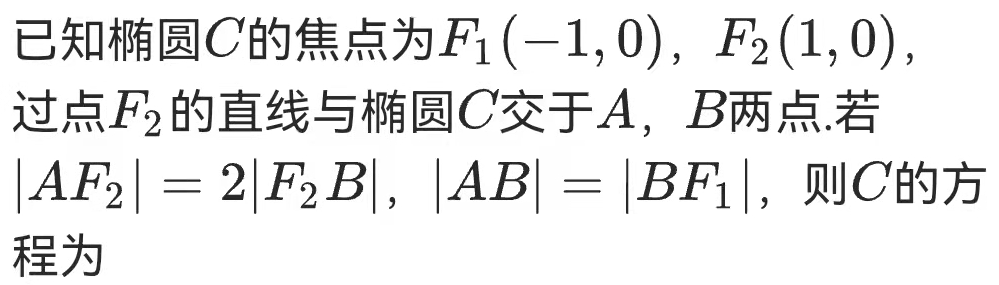 已知椭圆C的焦点为F₁(−1,0)，F₂(1,0)，
过点F₂的直线与椭圆C交于A，B两点.若
|AF₂| = 2|F₂B|，|AB| = |BF₁|，则C的方
程为